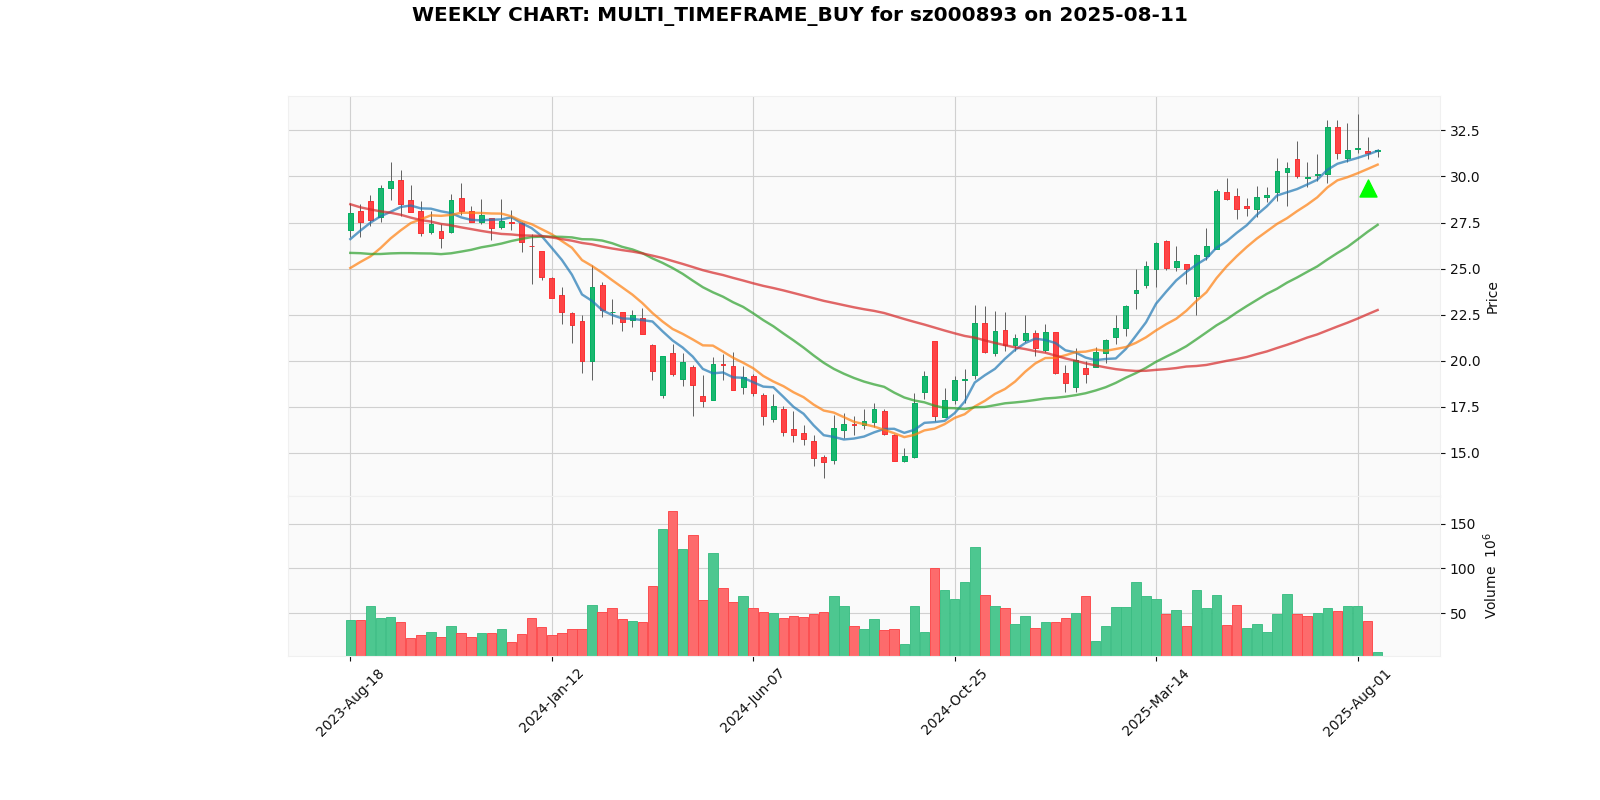 WEEKLY CHART: MULTI_TIMEFRAME_BUY for sz000893 on 2025-08-11
32.5
30.0
27.5
25.0
22.5
20.0
17.5
15.0
Price
150
100
50
Volume 10^6
2023-Aug-18
2024-Jan-12
2024-Jun-07
2024-Oct-25
2025-Mar-14
2025-Aug-01